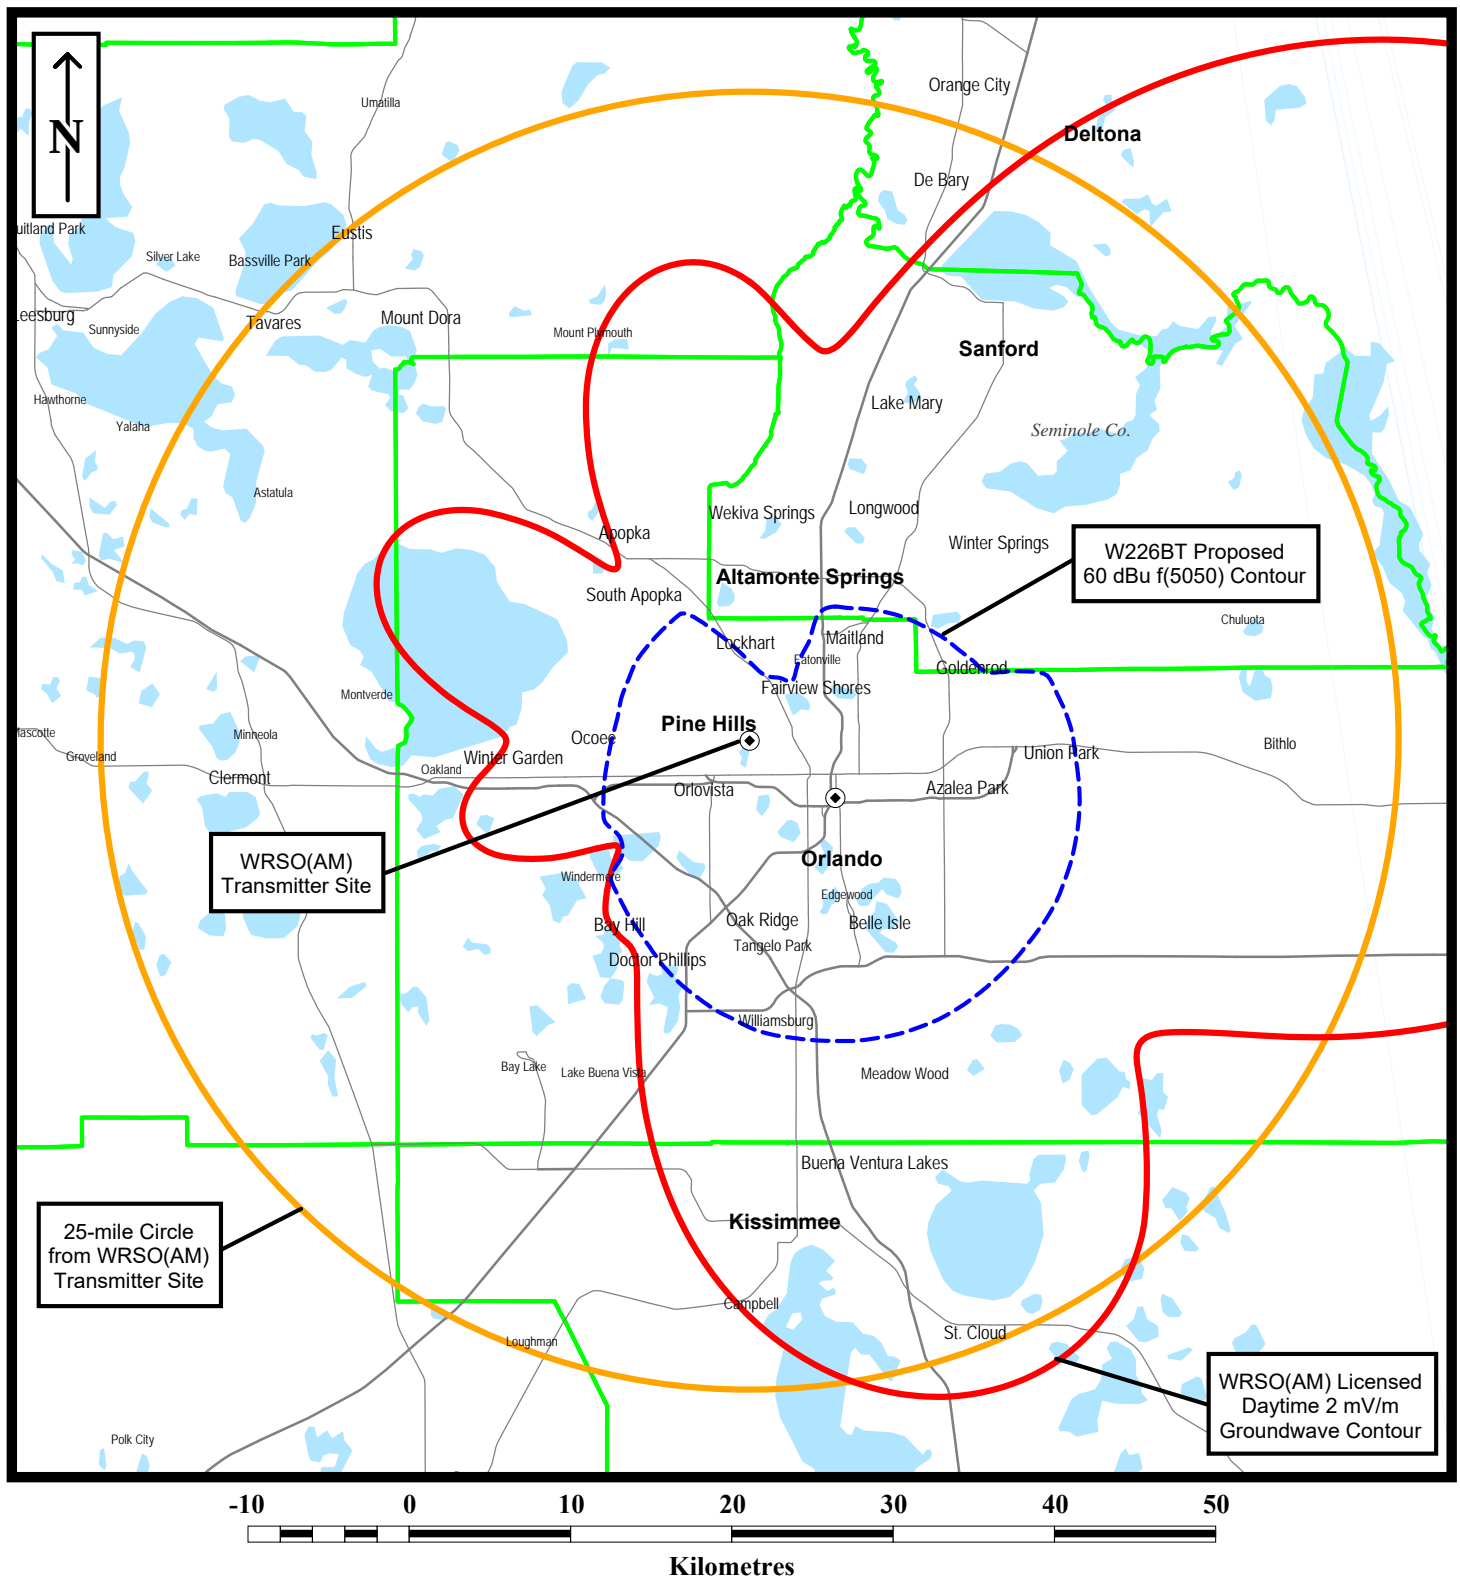 Orange City
Umatilla
Deltona
N
De Bary
uitland Park
Eustis
Silver Lake
Bassville Park
Leesburg
Sunnyside
Tavares
Mount Dora
Mount Plymouth
Sanford
Hawthorne
Lake Mary
Yalaha
Seminole Co.
Astatula
Wekiva Springs
Longwood
Apopka
Winter Springs
W226BT Proposed
60 dBu f(5050) Contour
Altamonte Springs
South Apopka
Chuluota
Lockhart
Maitland
Eatonville
Goldenrod
Fairview Shores
Montverde
Pine Hills
Mascotte
Minneola
Ocoee
Bithlo
Groveland
Winter Garden
Union Park
Clermont
Oakland
Orlovista
Azalea Park
WRSO(AM)
Transmitter Site
Orlando
Windermere
Edgewood
Bay Hill
Oak Ridge
Belle Isle
Tangelo Park
Doctor Phillips
Williamsburg
Bay Lake
Lake Buena Vista
Meadow Wood
Buena Ventura Lakes
Kissimmee
25-mile Circle
from WRSO(AM)
Transmitter Site
Campbell
St. Cloud
Loughman
WRSO(AM) Licensed
Daytime 2 mV/m
Groundwave Contour
Polk City
-10 0 10 20 30 40 50
Kilometres